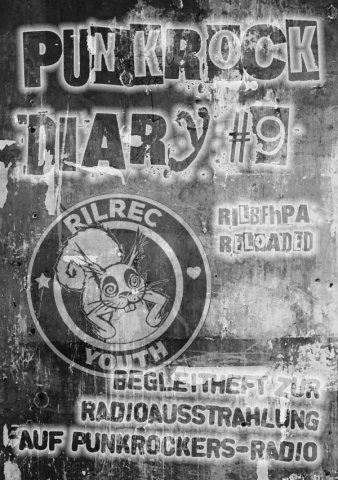 PUNKROCK
DIARY #9
RILBFhPA
RELOADED
RILREC
YOUTH
BEGLEITHEFT ZUR
RADIOAUSSTRAHLUNG
AUF PUNKROCKERS-RADIO